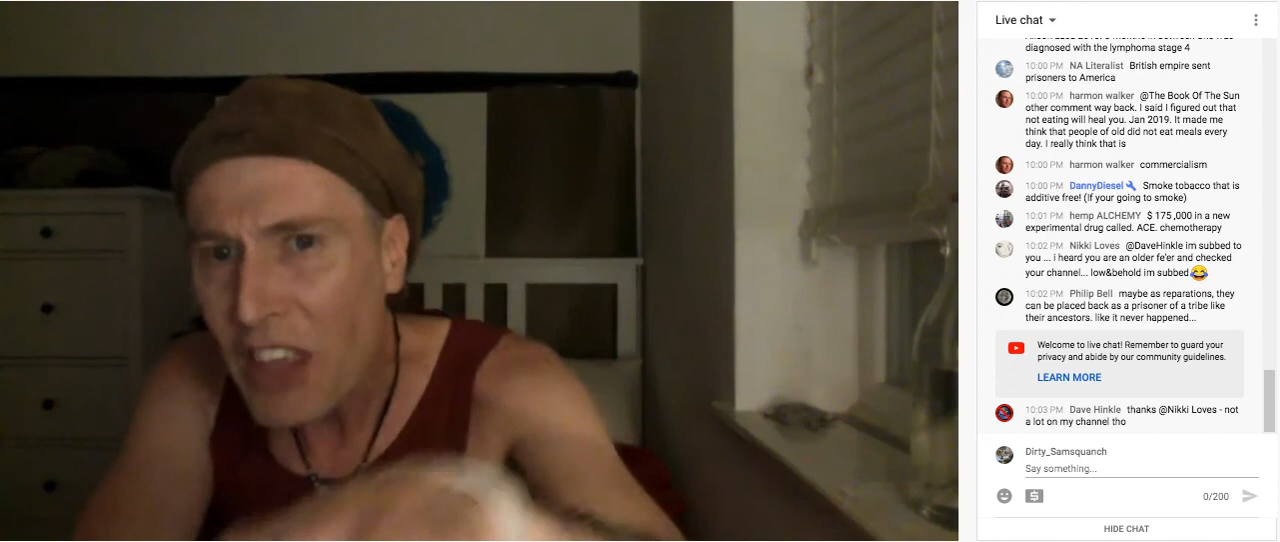 Live chat
diagnosed with the lymphoma stage 4
10:00 PM NA Literalist British empire sent
prisoners to America
10:00 PM harmon walker @The Book Of The Sun
other comment way back. I said I figured out that
not eating will heal you. Jan 2019. It made me
think that people of old did not eat meals every
day. I really think that is
10:00 PM harmon walker commercialism
10:00 PM DannyDiesel Smoke tobacco that is
additive free! (If your going to smoke)
10:01 PM hemp ALCHEMY $ 175 ,000 in a new
experimental drug called. ACE. chemotherapy
10:02 PM Nikki Loves @DaveHinkle im subbed to
you ... i heard you are an older fe'er and checked
your channel... low&behold im subbed😂
10:02 PM Philip Bell maybe as reparations, they
can be placed back as a prisoner of a tribe like
their ancestors. like it never happened...
Welcome to live chat! Remember to guard your
privacy and abide by our community guidelines.
LEARN MORE
10:03 PM Dave Hinkle thanks @Nikki Loves - not
a lot on my channel tho
Dirty_Samsquanch
Say something...
0/200
HIDE CHAT